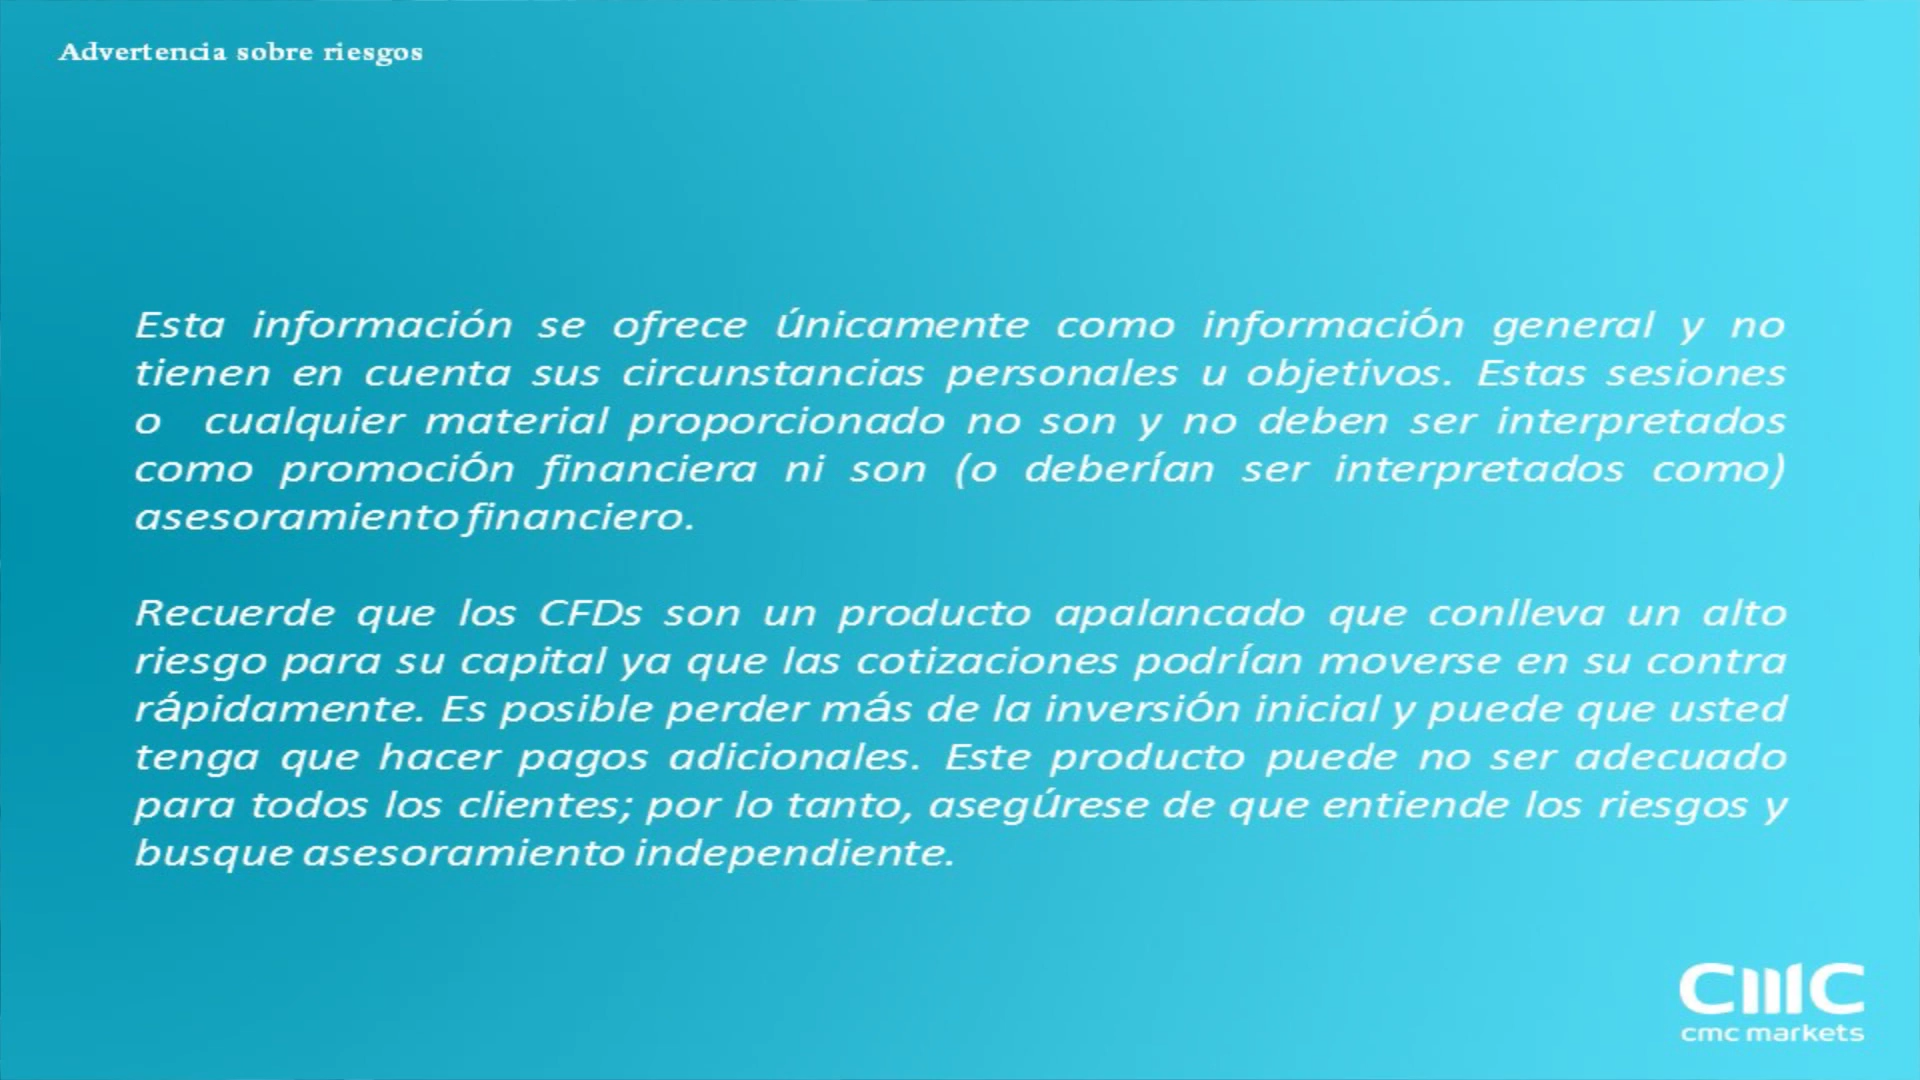 Advertencia sobre riesgos
Esta información se ofrece únicamente como información general y no
tienen en cuenta sus circunstancias personales u objetivos. Estas sesiones
o cualquier material proporcionado no son y no deben ser interpretados
como promoción financiera ni son (o deberían ser interpretados como)
asesoramiento financiero.
Recuerde que los CFDs son un producto apalancado que conlleva un alto
riesgo para su capital ya que las cotizaciones podrían moverse en su contra
rápidamente. Es posible perder más de la inversión inicial y puede que usted
tenga que hacer pagos adicionales. Este producto puede no ser adecuado
para todos los clientes; por lo tanto, asegúrese de que entiende los riesgos y
busque asesoramiento independiente.
cmc
cmc markets